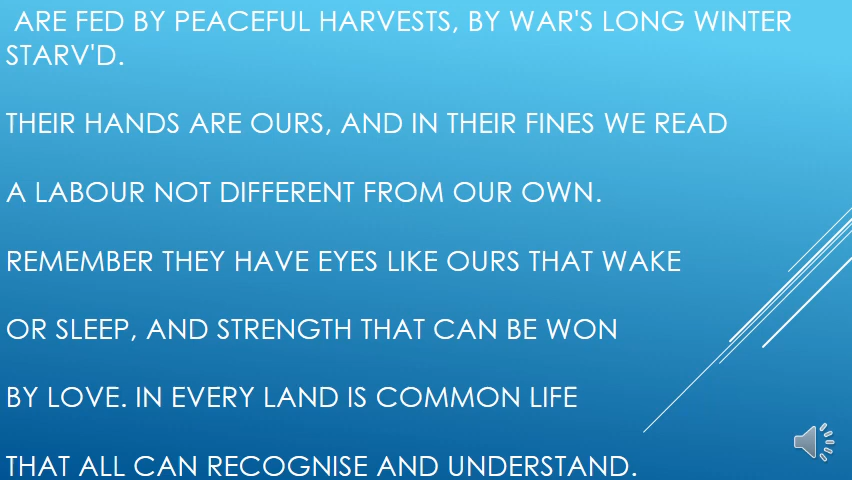 ARE FED BY PEACEFUL HARVESTS, BY WAR'S LONG WINTER
STARV'D.
THEIR HANDS ARE OURS, AND IN THEIR FINES WE READ
A LABOUR NOT DIFFERENT FROM OUR OWN.
REMEMBER THEY HAVE EYES LIKE OURS THAT WAKE
OR SLEEP, AND STRENGTH THAT CAN BE WON
BY LOVE. IN EVERY LAND IS COMMON LIFE
THAT ALL CAN RECOGNISE AND UNDERSTAND.